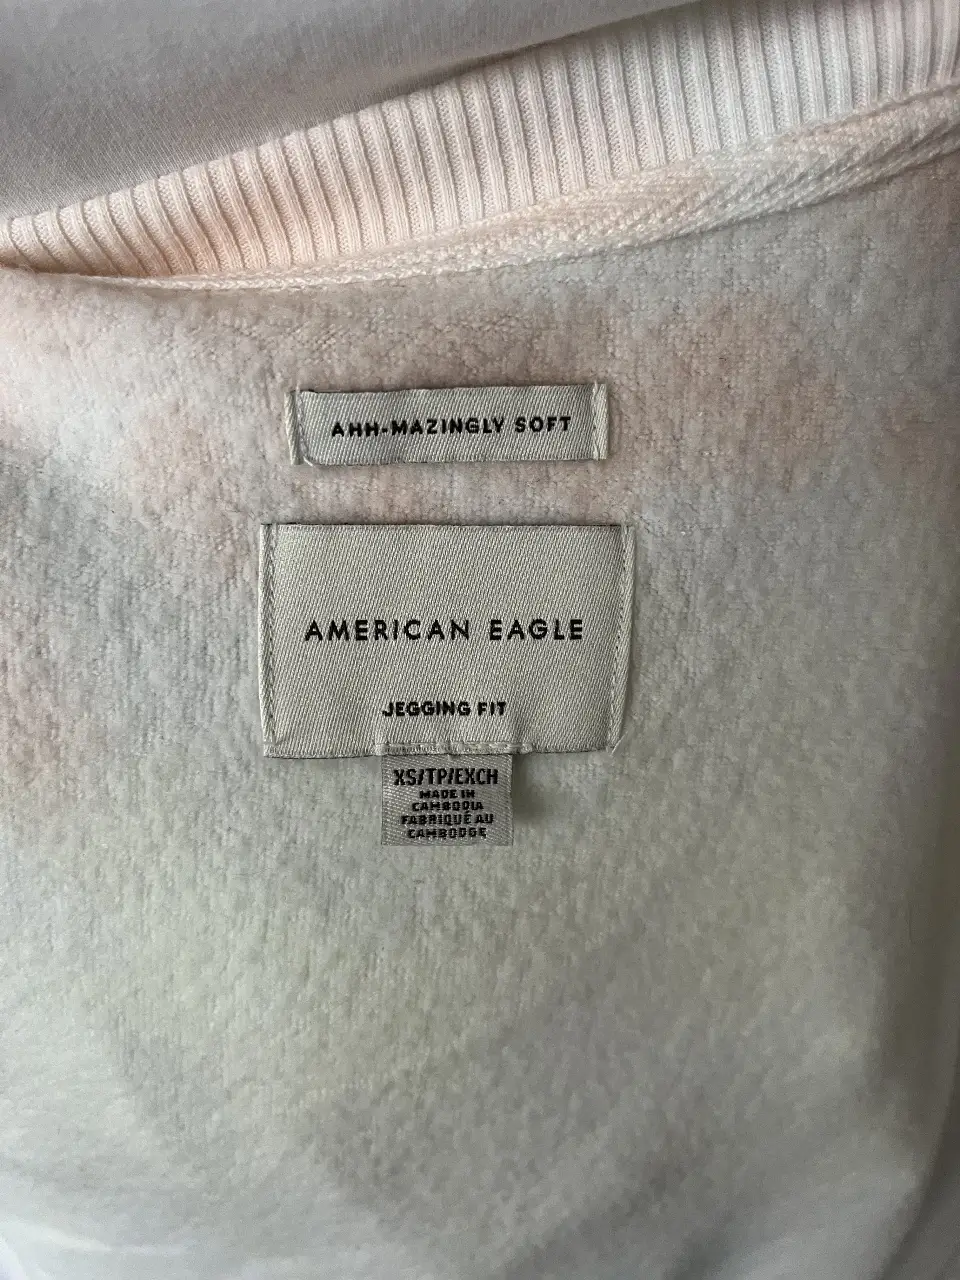 AHH-MAZINGLY SOFT
AMERICAN EAGLE
JEGGING FIT
XS/TP/EXCH
MADE IN
CAMBODIA
FABRIQUÉ AU
CAMBODGE